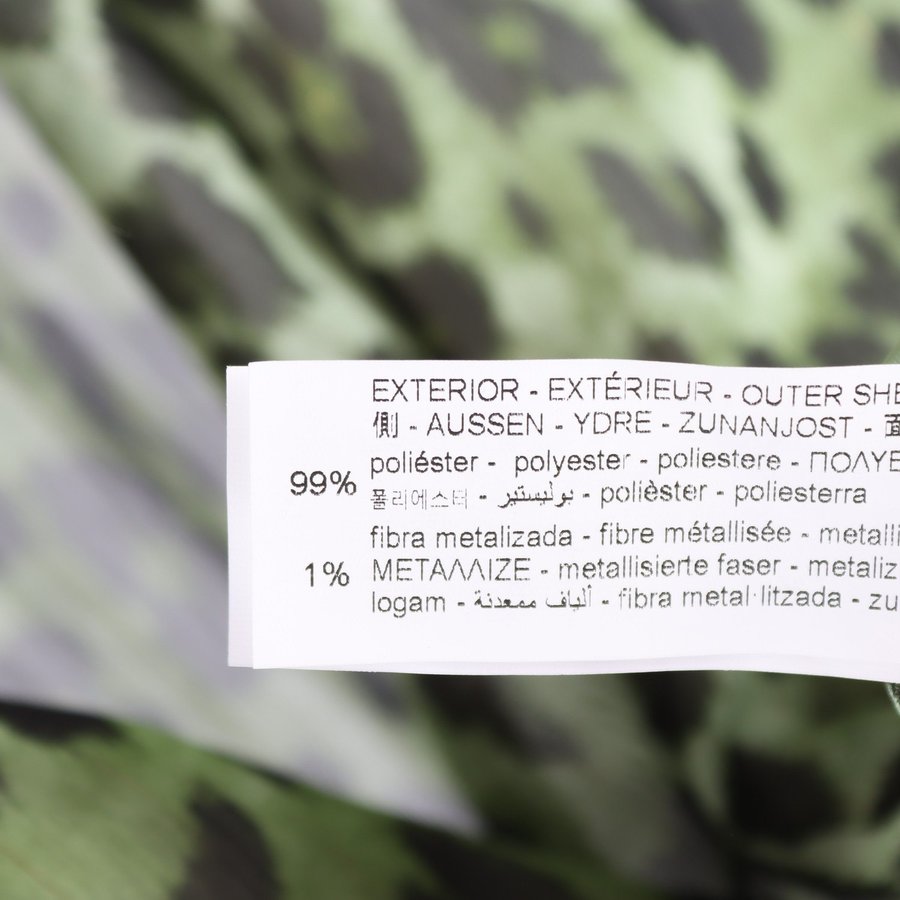 EXTERIOR - EXTÉRIEUR - OUTER SHE
側 - AUSSEN - YDRE - ZUNANJOST - 面
99% poliéster - polyester - poliestere - ΠΟΛΥΕ
폴리에스터 - بوليستير - polièster - poliesterra
fibra metalizada - fibre métallisée - metalli
1% ΜΕΤΑΛΛΙΖΕ - metallisierte faser - metaliz
logam - ألياف ممعدنة - fibra metal·litzada - zu